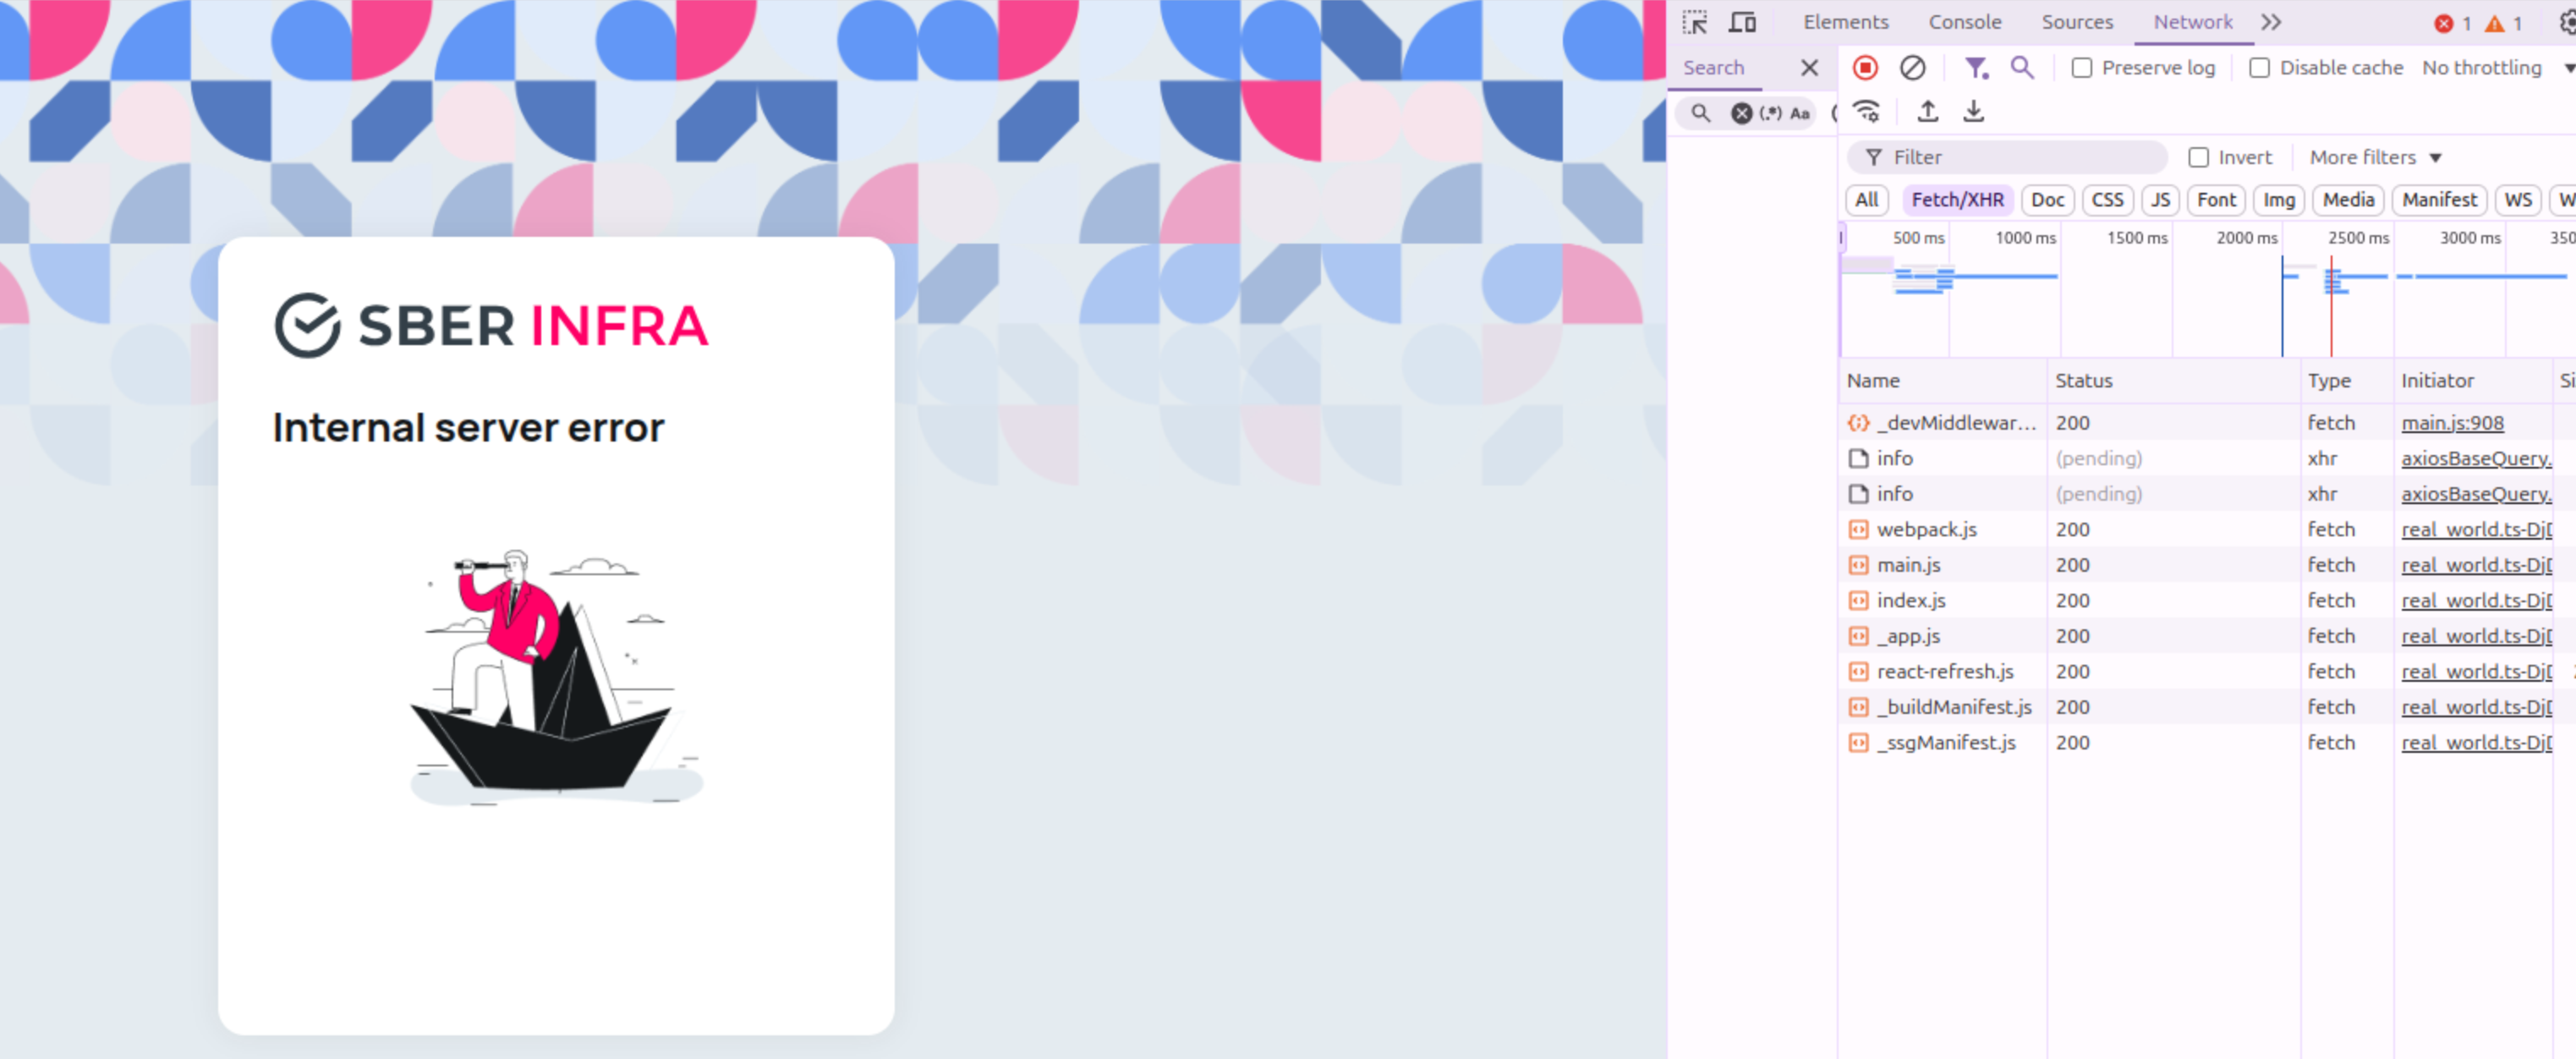 SBER INFRA
Internal server error
Elements Console Sources Network 1 1
Search
Preserve log Disable cache No throttling
(.*) Aa
Filter Invert More filters
All Fetch/XHR Doc CSS JS Font Img Media Manifest WS W
500 ms 1000 ms 1500 ms 2000 ms 2500 ms 3000 ms 350
Name Status Type Initiator Si
_devMiddlewar... 200 fetch main.js:908
info (pending) xhr axiosBaseQuery.
info (pending) xhr axiosBaseQuery.
webpack.js 200 fetch real_world.ts-Dj
main.js 200 fetch real_world.ts-Dj
index.js 200 fetch real_world.ts-Dj
_app.js 200 fetch real_world.ts-Dj
react-refresh.js 200 fetch real_world.ts-Dj
_buildManifest.js 200 fetch real_world.ts-Dj
_ssgManifest.js 200 fetch real_world.ts-Dj